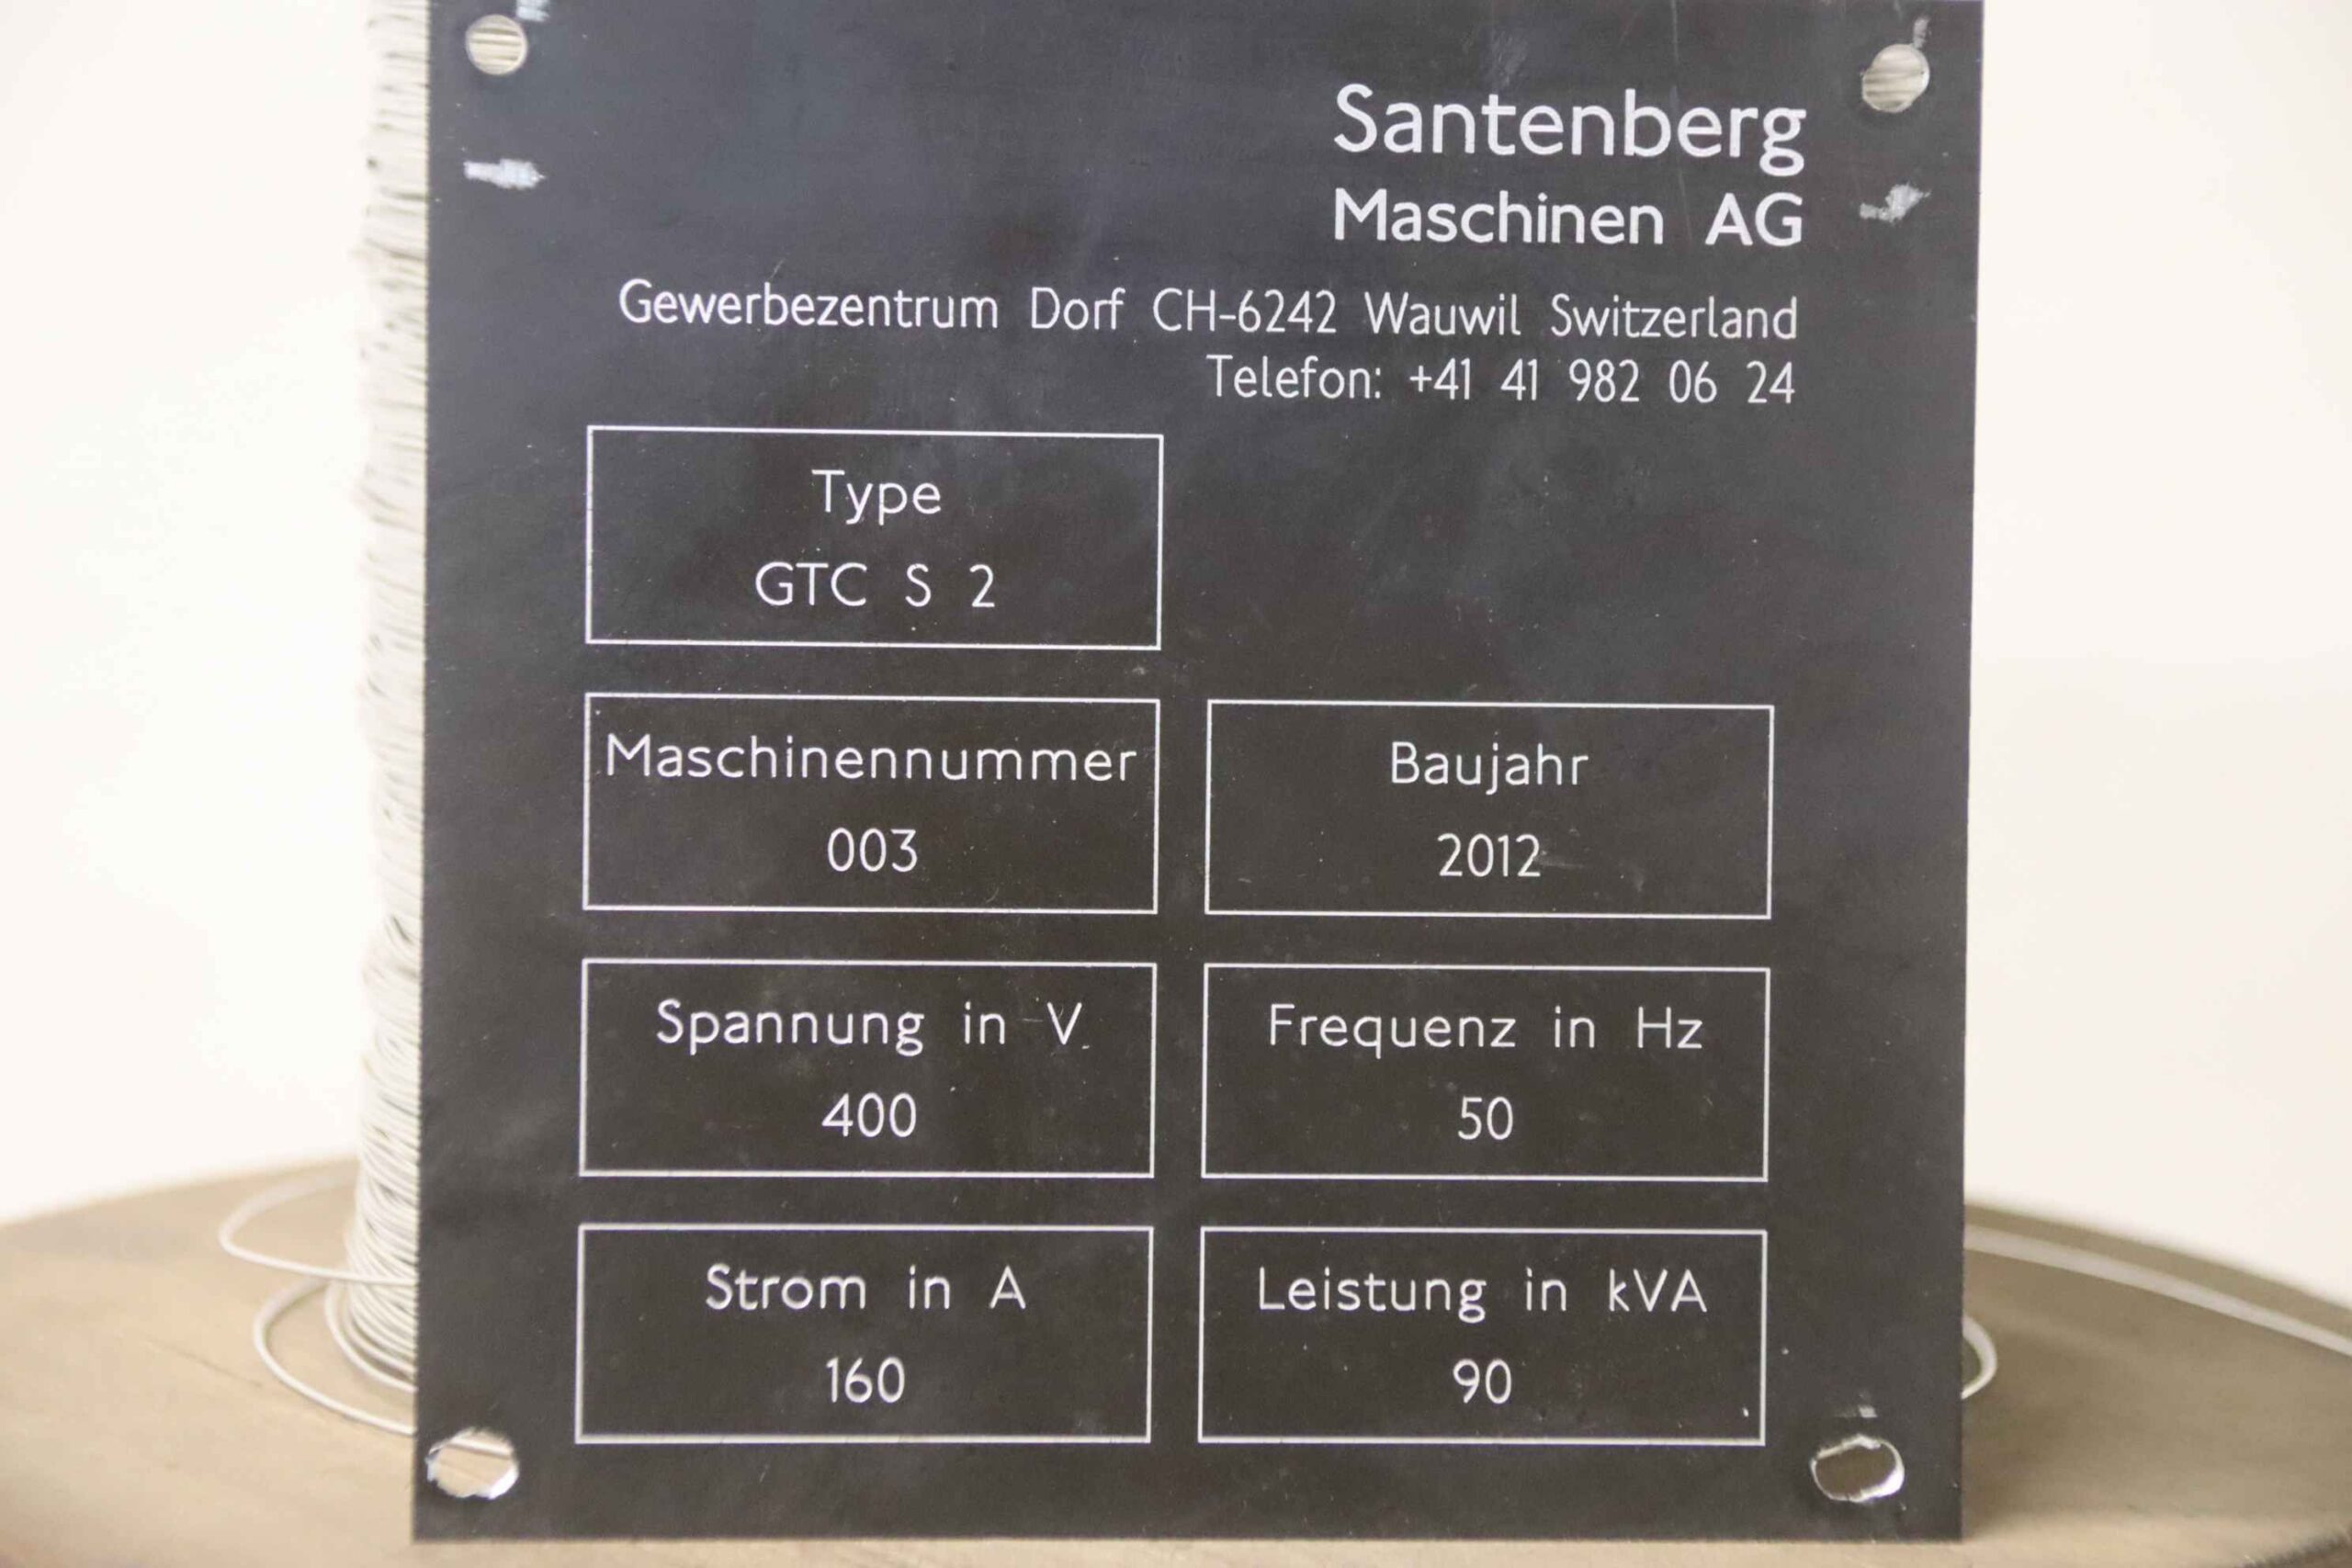 Santenberg
Maschinen AG
Gewerbezentrum Dorf CH-6242 Wauwil Switzerland
Telefon: +41 41 982 06 24
Type
GTC S 2
Maschinennummer
003
Baujahr
2012
Spannung in V
400
Frequenz in Hz
50
Strom in A
160
Leistung in kVA
90